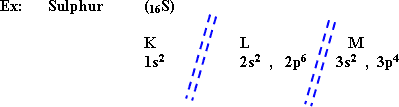 Ex: Sulphur (₁₆S)
K L M
1s² 2s² , 2p⁶ 3s² , 3p⁴